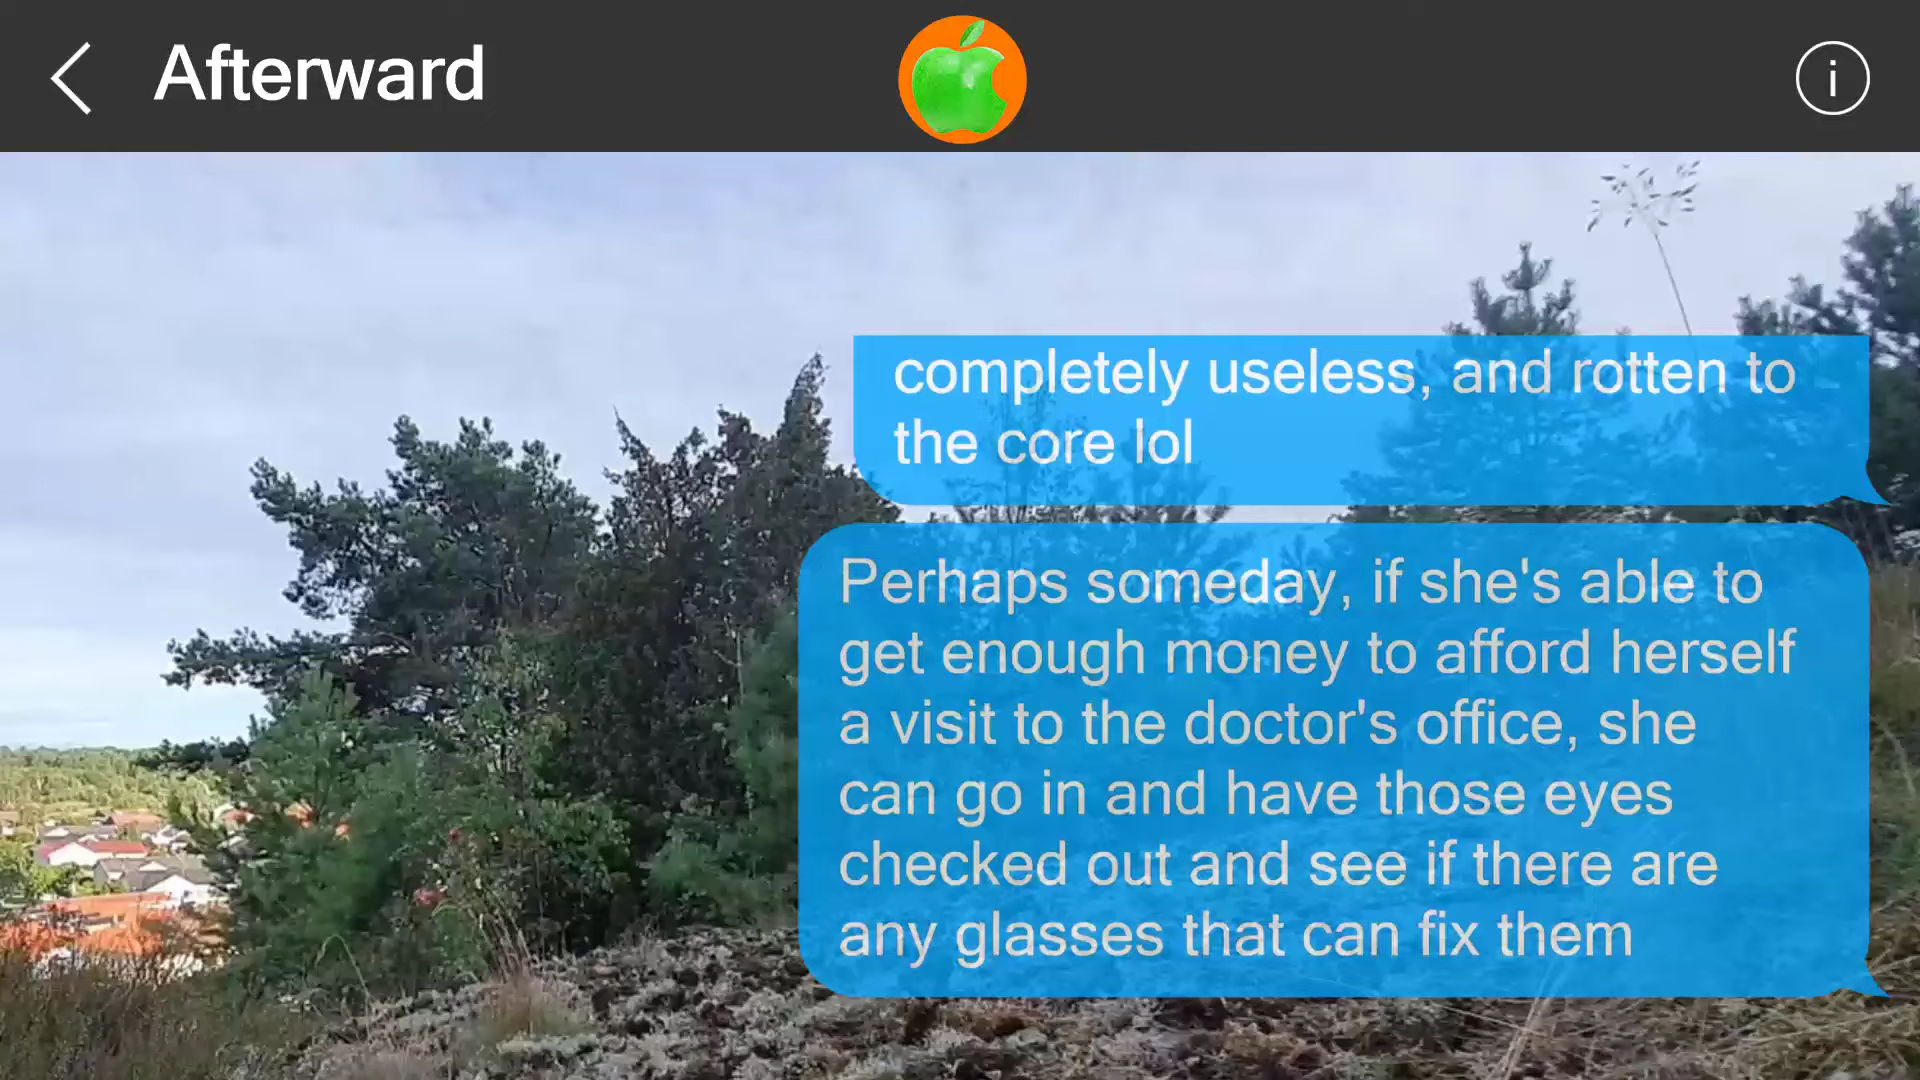 Afterward
i
completely useless, and rotten to
the core lol
Perhaps someday, if she's able to
get enough money to afford herself
a visit to the doctor's office, she
can go in and have those eyes
checked out and see if there are
any glasses that can fix them